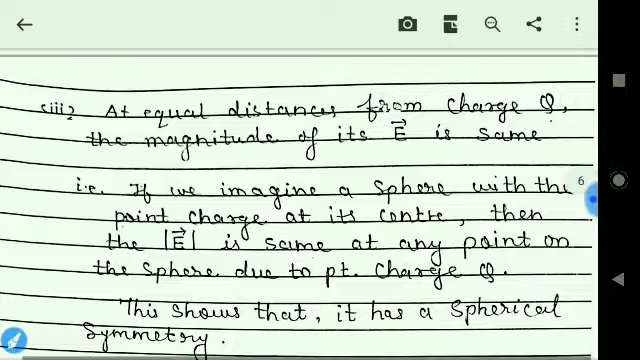 (iii) At equal distances from Charge Q,
the magnitude of its E⃗ is same
i.e. If we imagine a Sphere with the
point charge at its centre, then
the |E⃗| is same at any point on
the Sphere due to pt. Charge Q.
This shows that, it has a Spherical
Symmetry.
6